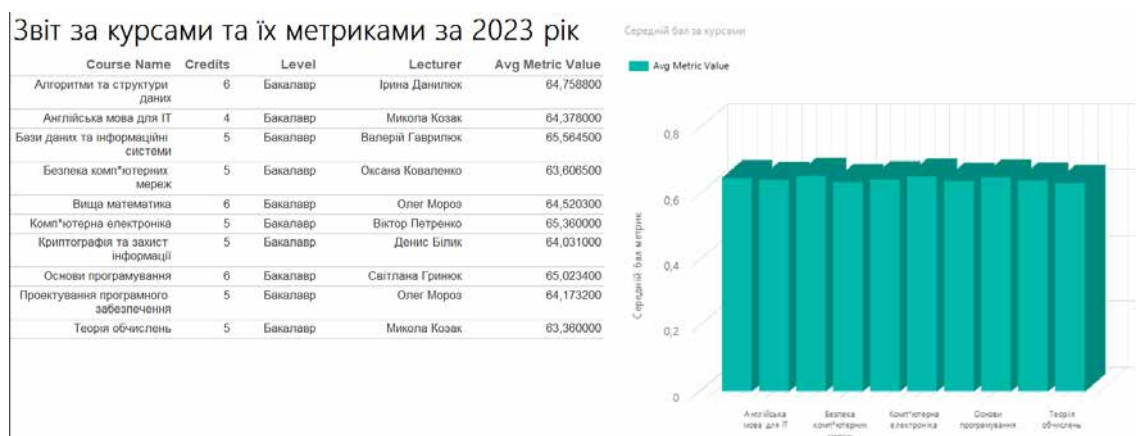 Звіт за курсами та їх метриками за 2023 рік
Course Name Credits Level Lecturer Avg Metric Value
Алгоритми та структури
даних 6 Бакалавр Ірина Данилюк 64,758800
Англійська мова для ІТ 4 Бакалавр Микола Козак 64,378000
Бази даних та інформаційні
системи 5 Бакалавр Валерій Гаврилюк 65,564500
Безпека комп*ютерних
мереж 5 Бакалавр Оксана Коваленко 63,606500
Вища математика 6 Бакалавр Олег Мороз 64,520300
Комп*ютерна електроніка 5 Бакалавр Віктор Петренко 65,360000
Криптографія та захист
інформації 5 Бакалавр Денис Білик 64,031000
Основи програмування 6 Бакалавр Світлана Гринюк 65,023400
Проектування програмного
забезпечення 5 Бакалавр Олег Мороз 64,173200
Теорія обчислень 5 Бакалавр Микола Козак 63,360000
Середній бал за курсами
Avg Metric Value
Середній бал метрик
0,8
0,6
0,4
0,2
0
Англійська
мова для ІТ
Безпека
комп*ютерних
Комп*ютерна
електроніка
Основи
програмування
Теорія
обчислень